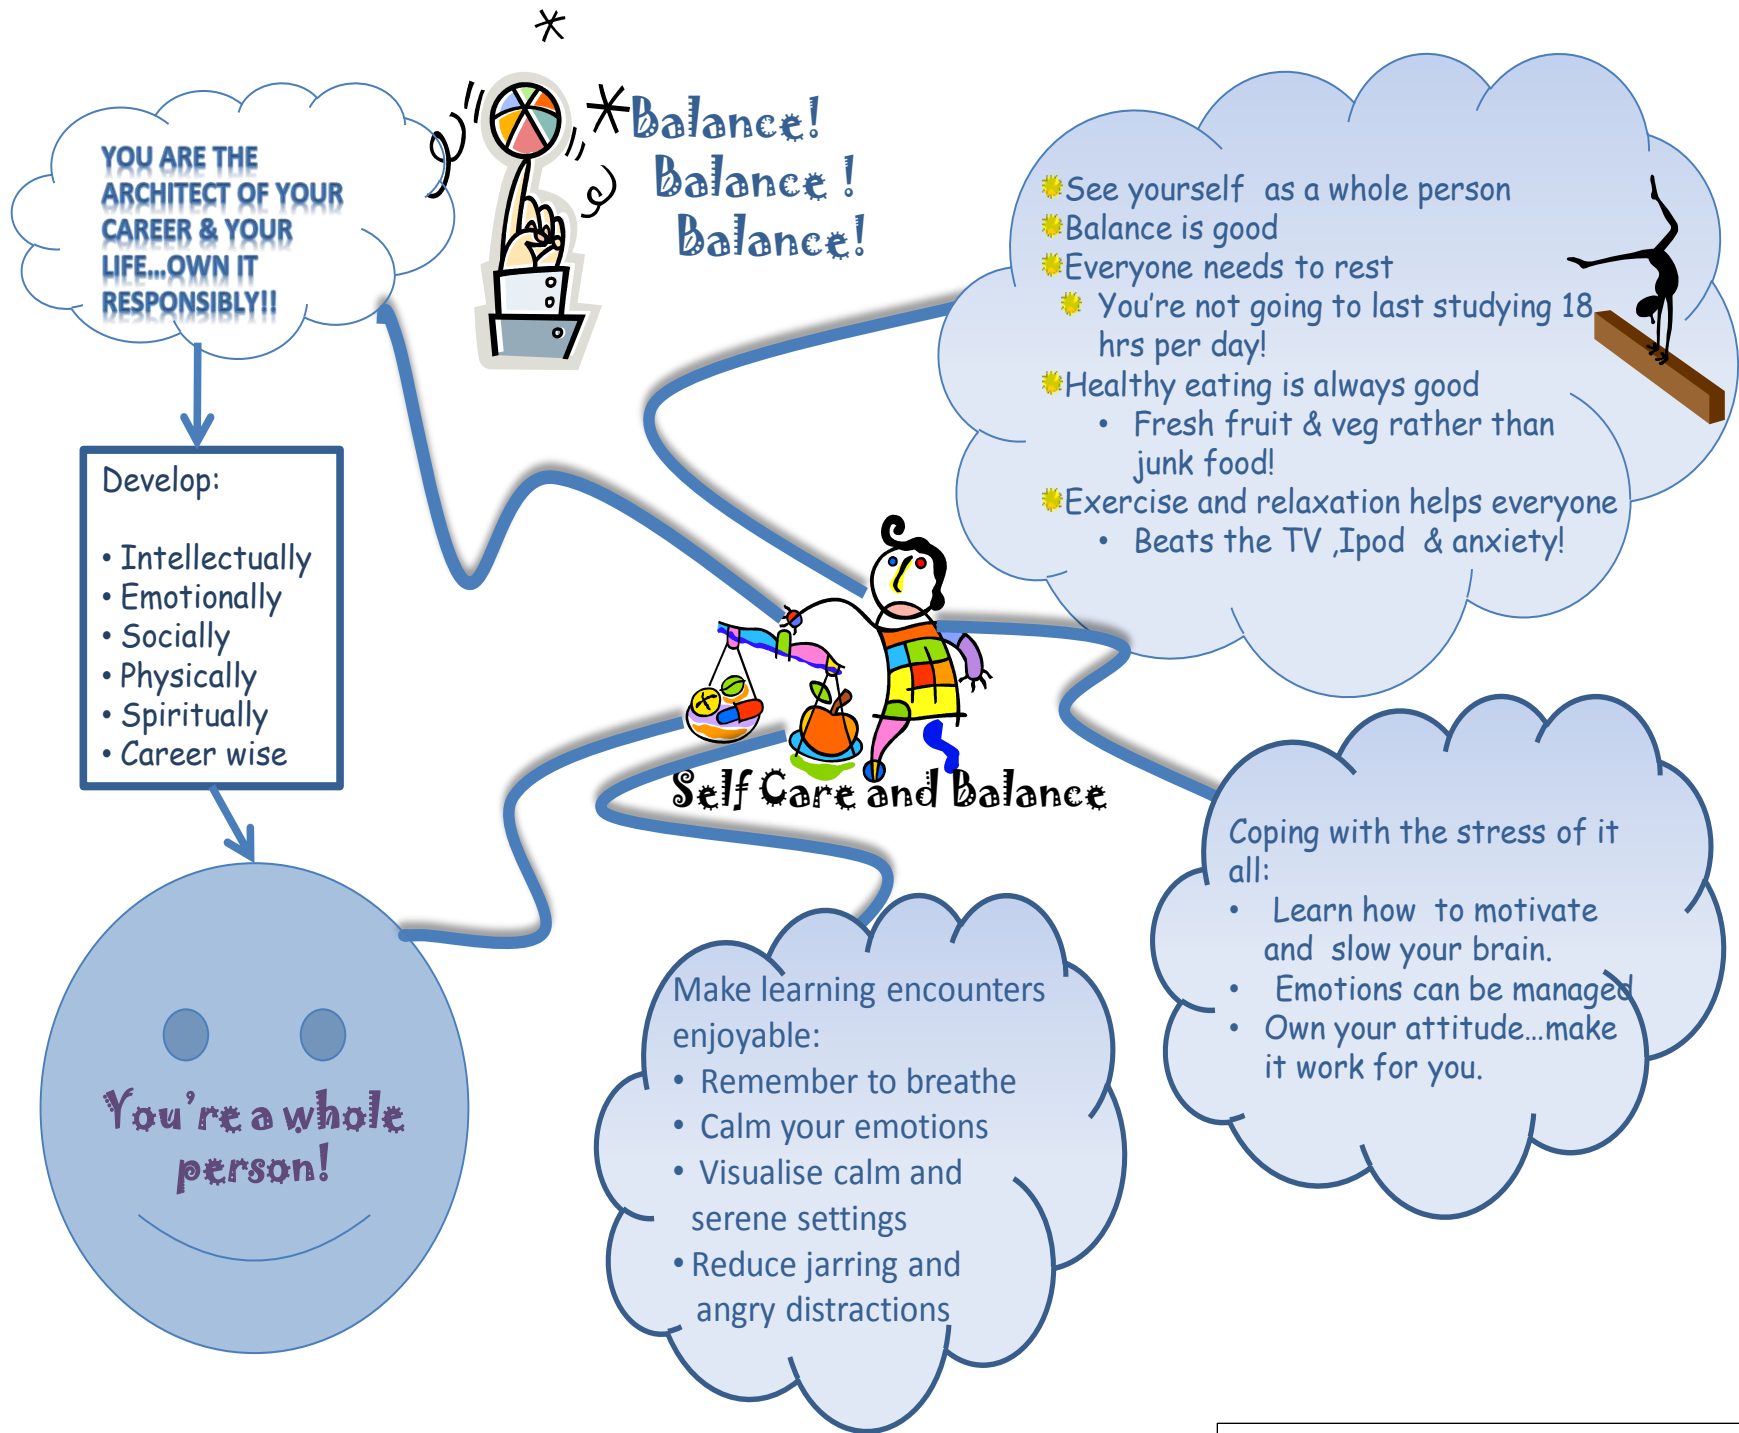 YOU ARE THE
ARCHITECT OF YOUR
CAREER & YOUR
LIFE...OWN IT
RESPONSIBLY!!
Balance!
Balance !
Balance!
See yourself as a whole person
Balance is good
Everyone needs to rest
You're not going to last studying 18
hrs per day!
Healthy eating is always good
• Fresh fruit & veg rather than
junk food!
Exercise and relaxation helps everyone
• Beats the TV ,Ipod & anxiety!
Develop:
• Intellectually
• Emotionally
• Socially
• Physically
• Spiritually
• Career wise
Self Care and Balance
Coping with the stress of it
all:
• Learn how to motivate
and slow your brain.
• Emotions can be managed
• Own your attitude...make
it work for you.
You're a whole
person!
Make learning encounters
enjoyable:
• Remember to breathe
• Calm your emotions
• Visualise calm and
serene settings
• Reduce jarring and
angry distractions